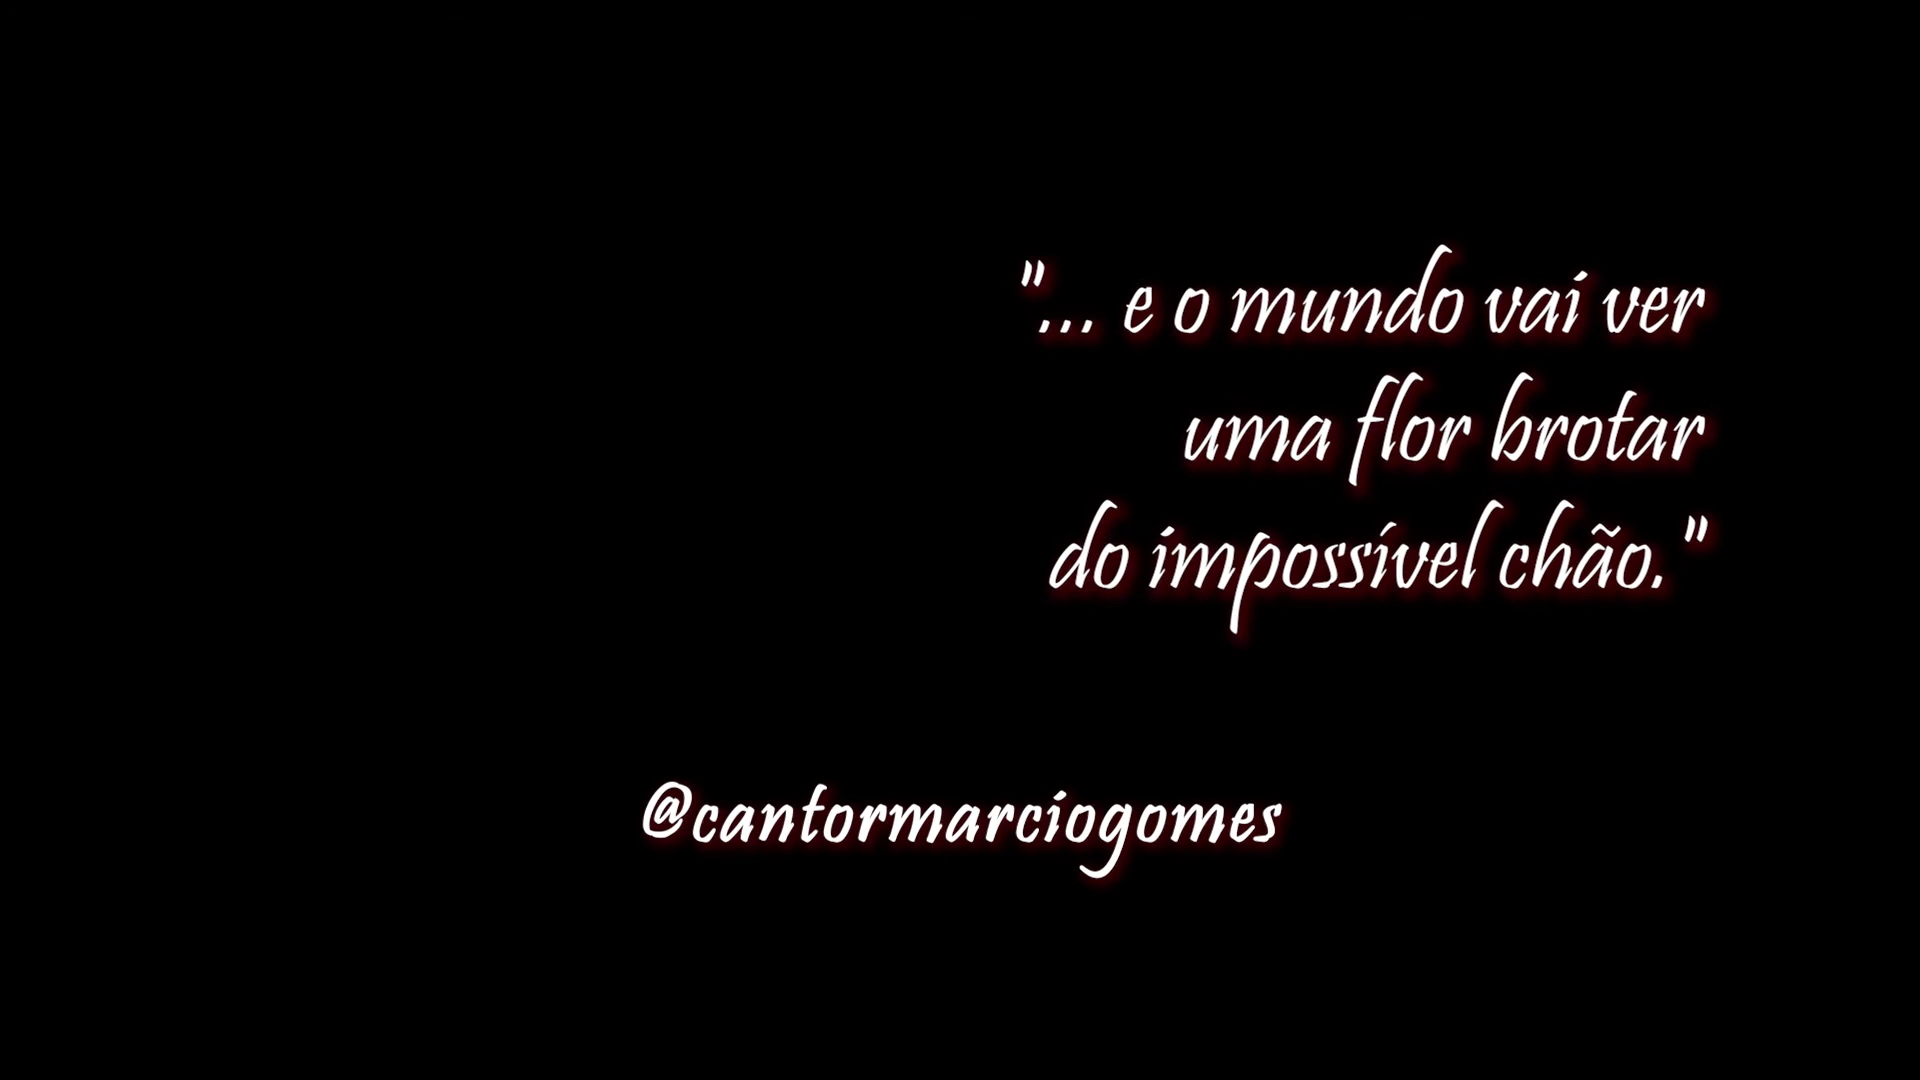 "... e o mundo vai ver
uma flor brotar
do impossível chão."
@cantormarciogomes